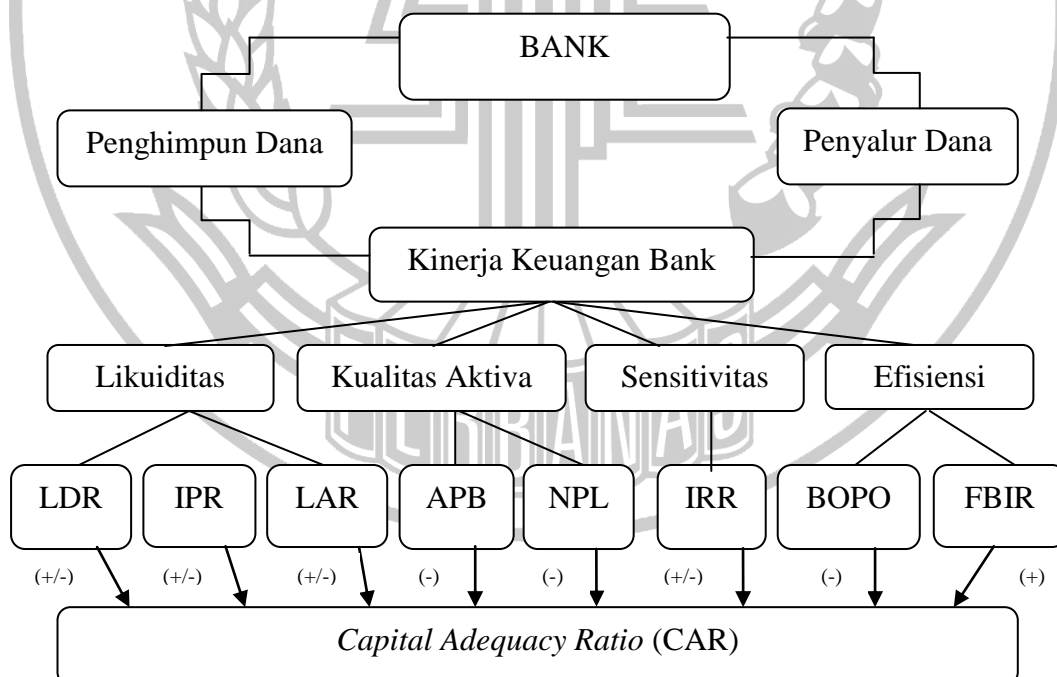 BANK
Penghimpun Dana
Penyalur Dana
Kinerja Keuangan Bank
Likuiditas
Kualitas Aktiva
Sensitivitas
Efisiensi
LDR
IPR
LAR
APB
NPL
IRR
BOPO
FBIR
(+/-)
(+/-)
(+/-)
(-)
(-)
(+/-)
(-)
(+)
Capital Adequacy Ratio (CAR)